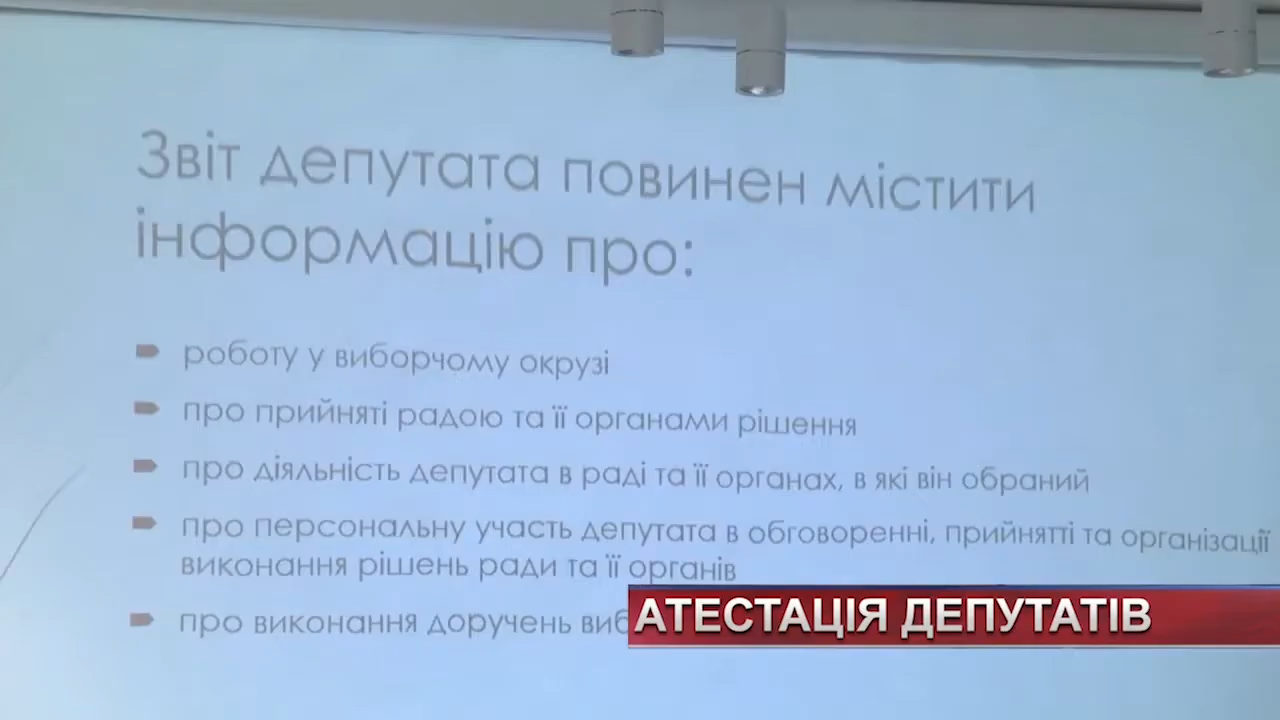 Звіт депутата повинен містити
інформацію про:
роботу у виборчому окрузі
про прийняті радою та її органами рішення
про діяльність депутата в раді та її органах, в які він обраний
про персональну участь депутата в обговоренні, прийнятті та організації
виконання рішень ради та її органів
про виконання доручень
АТЕСТАЦІЯ ДЕПУТАТІВ